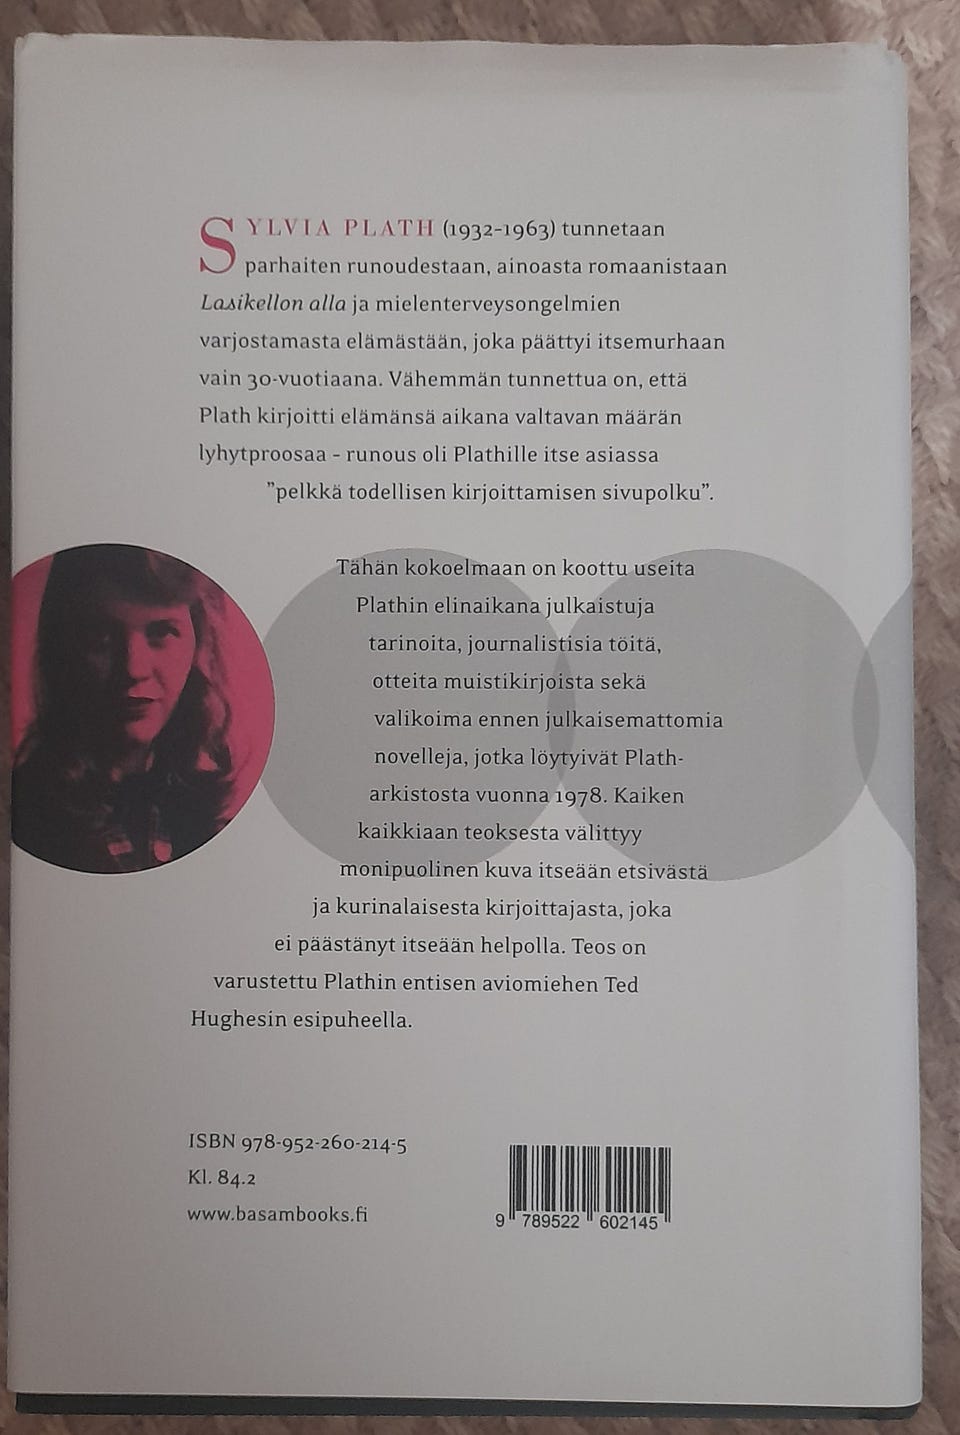 SYLVIA PLATH (1932–1963) tunnetaan
parhaiten runoudestaan, ainoasta romaanistaan
Lasikellon alla ja mielenterveysongelmien
varjostamasta elämästään, joka päättyi itsemurhaan
vain 30-vuotiaana. Vähemmän tunnettua on, että
Plath kirjoitti elämänsä aikana valtavan määrän
lyhytproosaa – runous oli Plathille itse asiassa
”pelkkä todellisen kirjoittamisen sivupolku”.
Tähän kokoelmaan on koottu useita
Plathin elinaikana julkaistuja
tarinoita, journalistisia töitä,
otteita muistikirjoista sekä
valikoima ennen julkaisemattomia
novelleja, jotka löytyivät Plath-
arkistosta vuonna 1978. Kaiken
kaikkiaan teoksesta välittyy
monipuolinen kuva itseään etsivästä
ja kurinalaisesta kirjoittajasta, joka
ei päästänyt itseään helpolla. Teos on
varustettu Plathin entisen aviomiehen Ted
Hughesin esipuheella.
ISBN 978-952-260-214-5
Kl. 84.2
www.basambooks.fi
9 789522 602145